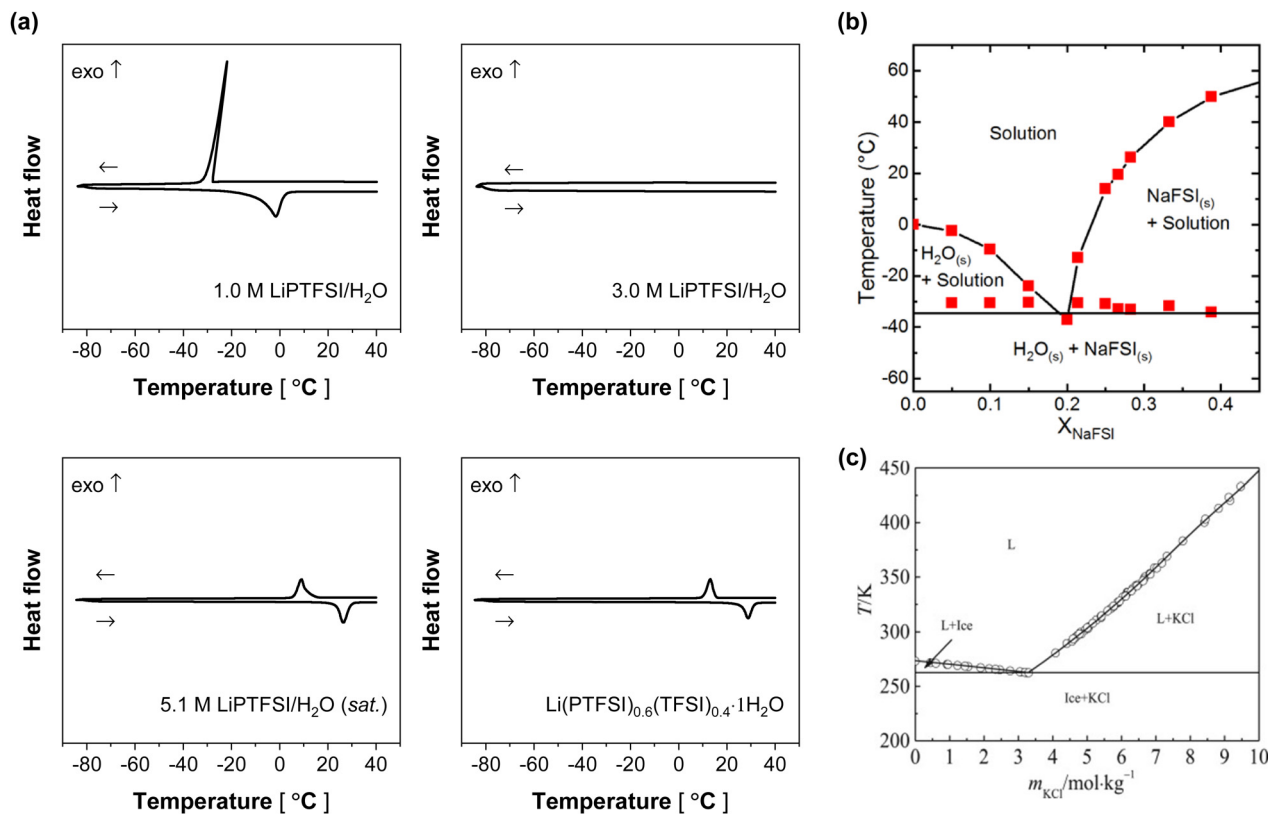 (a)
exo ↑
←
→
Heat flow
1.0 M LiPTFSI/H₂O
-80 -60 -40 -20 0 20 40
Temperature [ °C ]
exo ↑
←
→
Heat flow
3.0 M LiPTFSI/H₂O
-80 -60 -40 -20 0 20 40
Temperature [ °C ]
exo ↑
←
→
Heat flow
5.1 M LiPTFSI/H₂O (sat.)
-80 -60 -40 -20 0 20 40
Temperature [ °C ]
exo ↑
←
→
Heat flow
Li(PTFSI)₀.₆(TFSI)₀.₄·1H₂O
-80 -60 -40 -20 0 20 40
Temperature [ °C ]
(b)
Temperature (°C)
60
40
20
0
-20
-40
-60
Solution
NaFSI₍s₎
+ Solution
H₂O₍s₎
+ Solution
H₂O₍s₎ + NaFSI₍s₎
0.0 0.1 0.2 0.3 0.4
X_NaFSI
(c)
T/K
450
400
350
300
250
200
L
L+Ice
L+KCl
Ice+KCl
0 1 2 3 4 5 6 7 8 9 10
m_KCl/mol·kg⁻¹